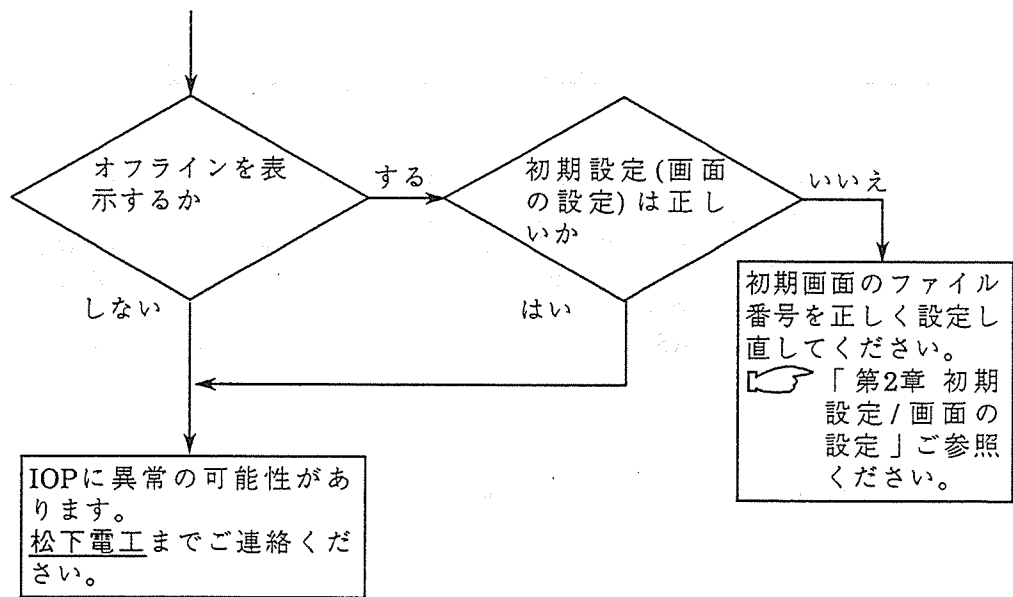 オフラインを表
示するか
する
初期設定(画面
の設定)は正し
いか
いいえ
しない
はい
初期画面のファイル
番号を正しく設定し
直してください。
「第2章 初期
設定/画面の
設定」ご参照
ください。
IOPに異常の可能性があ
ります。
松下電工までご連絡くだ
さい。